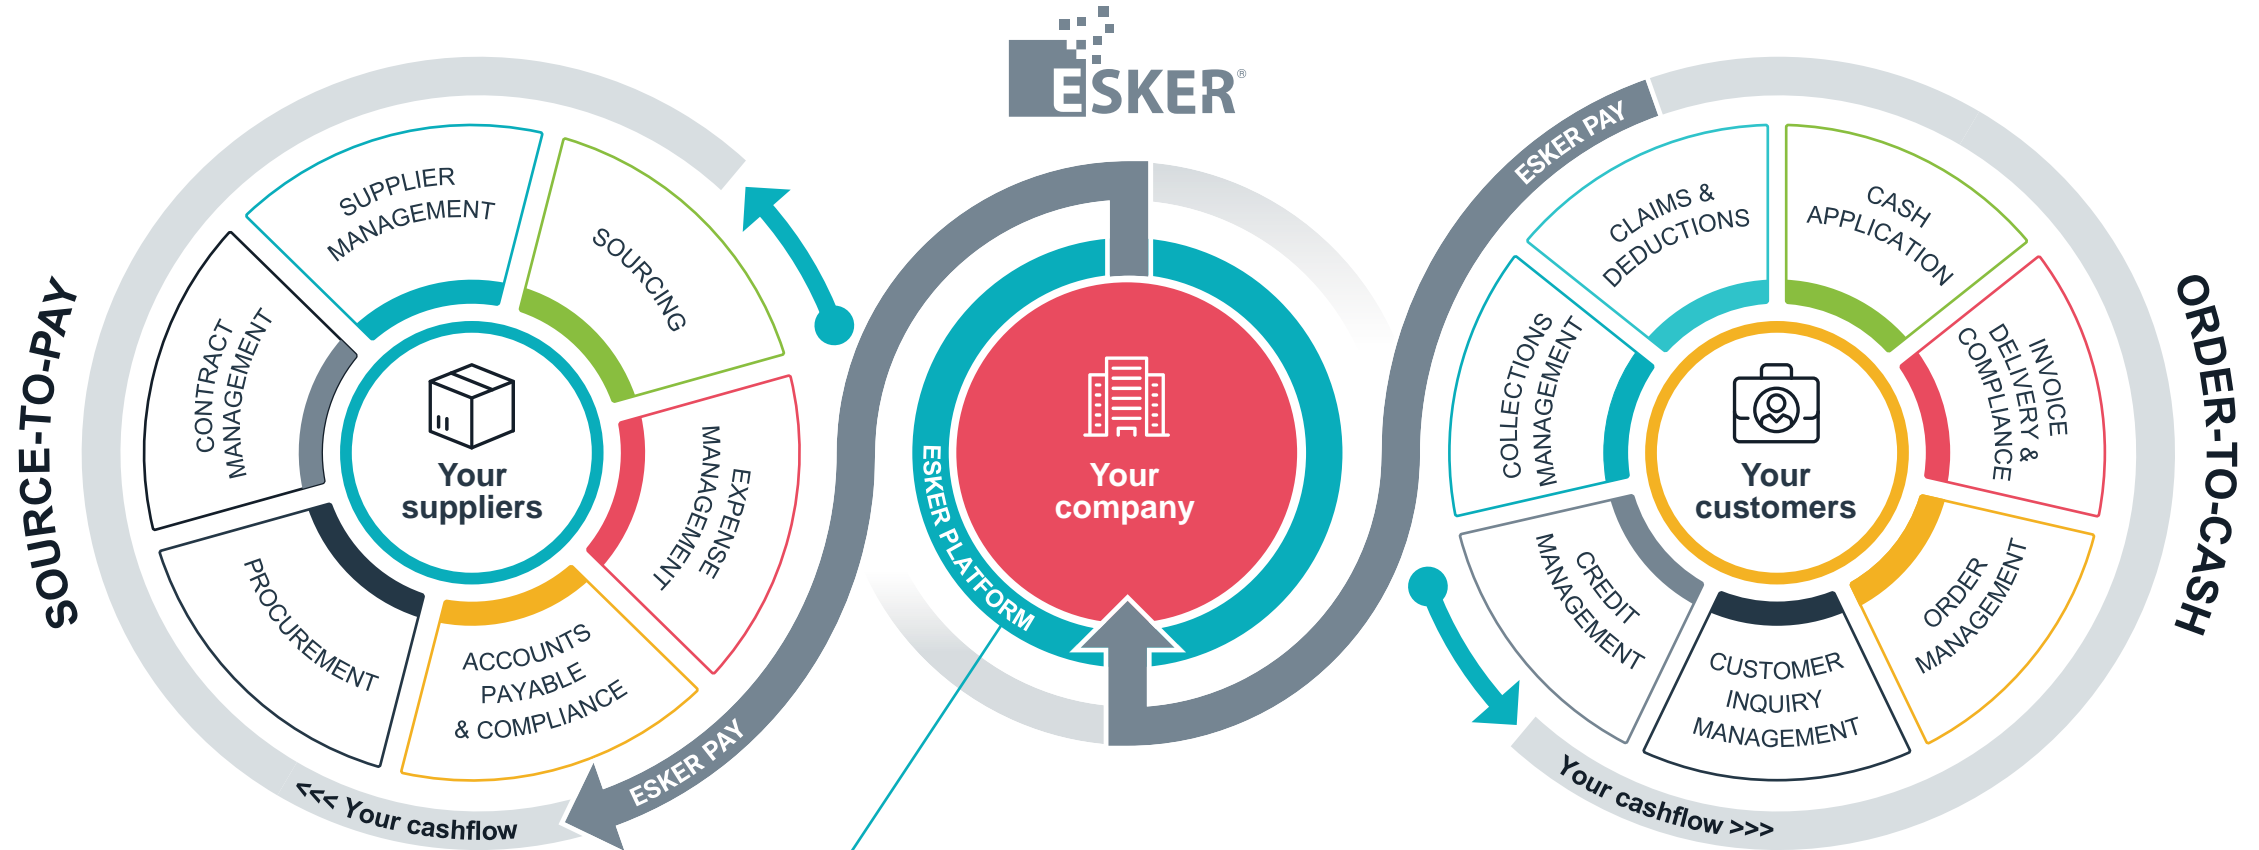 ESKER®
SOURCE-TO-PAY
SUPPLIER
MANAGEMENT
SOURCING
CONTRACT
MANAGEMENT
EXPENSE
MANAGEMENT
PROCUREMENT
ACCOUNTS
PAYABLE
& COMPLIANCE
Your
suppliers
<<< Your cashflow
ESKER PAY
ESKER PLATFORM
Your
company
ESKER PAY
CLAIMS &
DEDUCTIONS
CASH
APPLICATION
COLLECTIONS
MANAGEMENT
INVOICE
DELIVERY &
COMPLIANCE
CREDIT
MANAGEMENT
CUSTOMER
INQUIRY
MANAGEMENT
ORDER
MANAGEMENT
Your
customers
Your cashflow >>>
ORDER-TO-CASH